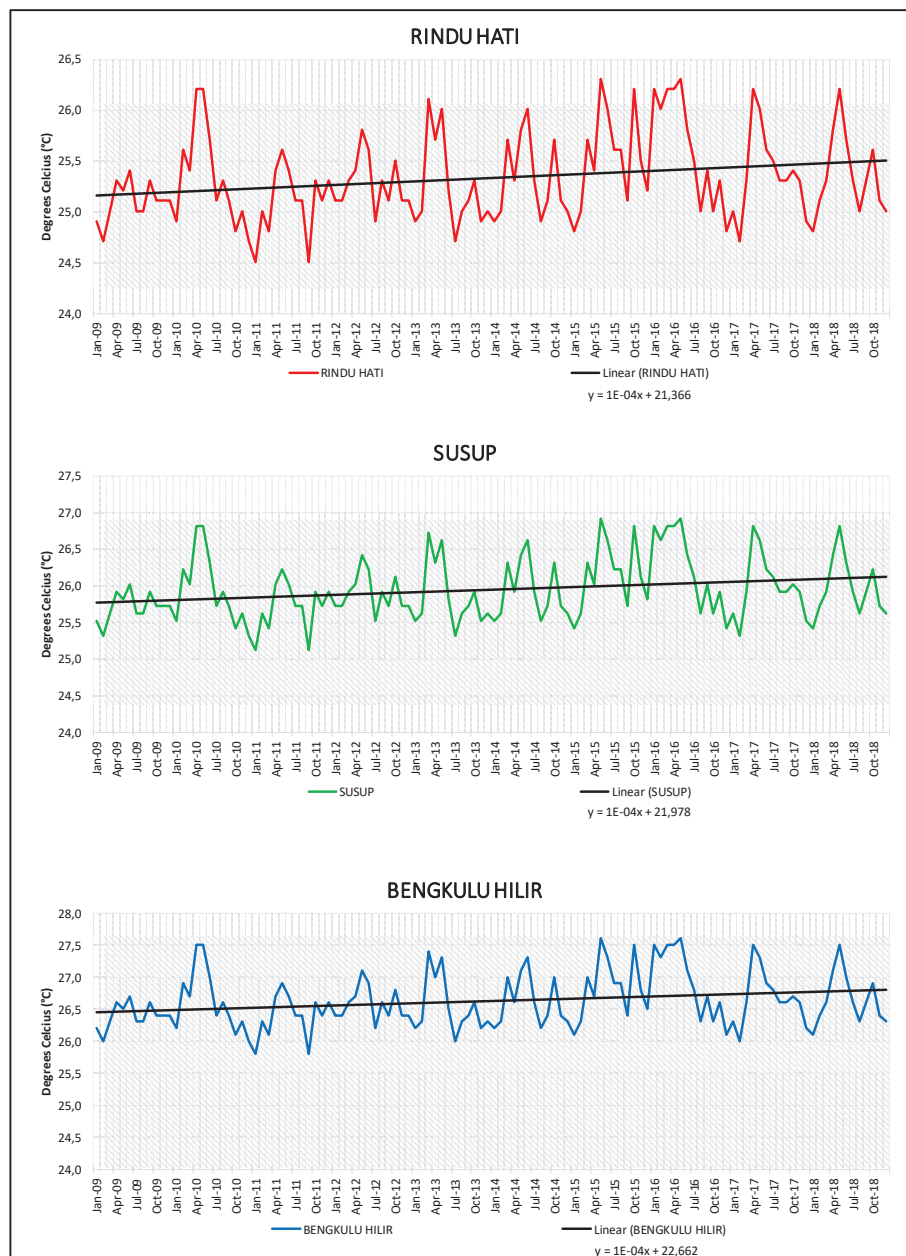 RINDU HATI
Degrees Celcius (°C)
26,5
26,0
25,5
25,0
24,5
24,0
Jan-09 Apr-09 Jul-09 Oct-09 Jan-10 Apr-10 Jul-10 Oct-10 Jan-11 Apr-11 Jul-11 Oct-11 Jan-12 Apr-12 Jul-12 Oct-12 Jan-13 Apr-13 Jul-13 Oct-13 Jan-14 Apr-14 Jul-14 Oct-14 Jan-15 Apr-15 Jul-15 Oct-15 Jan-16 Apr-16 Jul-16 Oct-16 Jan-17 Apr-17 Jul-17 Oct-17 Jan-18 Apr-18 Jul-18 Oct-18
RINDU HATI Linear (RINDU HATI)
y = 1E-04x + 21,366
SUSUP
Degrees Celcius (°C)
27,5
27,0
26,5
26,0
25,5
25,0
24,5
24,0
Jan-09 Apr-09 Jul-09 Oct-09 Jan-10 Apr-10 Jul-10 Oct-10 Jan-11 Apr-11 Jul-11 Oct-11 Jan-12 Apr-12 Jul-12 Oct-12 Jan-13 Apr-13 Jul-13 Oct-13 Jan-14 Apr-14 Jul-14 Oct-14 Jan-15 Apr-15 Jul-15 Oct-15 Jan-16 Apr-16 Jul-16 Oct-16 Jan-17 Apr-17 Jul-17 Oct-17 Jan-18 Apr-18 Jul-18 Oct-18
SUSUP Linear (SUSUP)
y = 1E-04x + 21,978
BENGKULU HILIR
Degrees Celcius (°C)
28,0
27,5
27,0
26,5
26,0
25,5
25,0
24,5
24,0
Jan-09 Apr-09 Jul-09 Oct-09 Jan-10 Apr-10 Jul-10 Oct-10 Jan-11 Apr-11 Jul-11 Oct-11 Jan-12 Apr-12 Jul-12 Oct-12 Jan-13 Apr-13 Jul-13 Oct-13 Jan-14 Apr-14 Jul-14 Oct-14 Jan-15 Apr-15 Jul-15 Oct-15 Jan-16 Apr-16 Jul-16 Oct-16 Jan-17 Apr-17 Jul-17 Oct-17 Jan-18 Apr-18 Jul-18 Oct-18
BENGKULU HILIR Linear (BENGKULU HILIR)
y = 1E-04x + 22,662